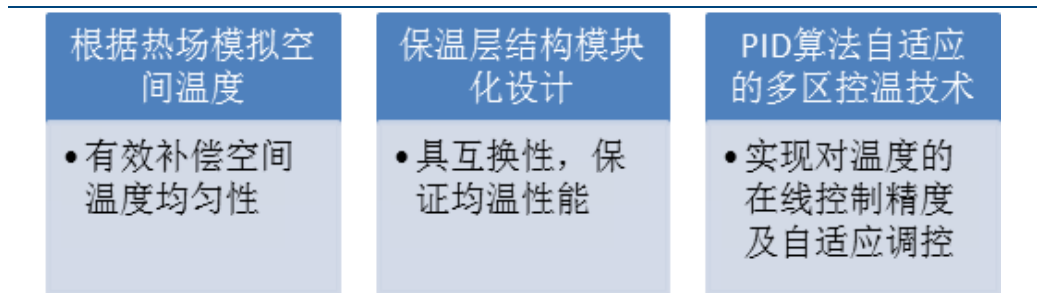 根据热场模拟空
间温度
•有效补偿空间
温度均匀性
保温层结构模块
化设计
•具互换性，保
证均温性能
PID算法自适应
的多区控温技术
•实现对温度的
在线控制精度
及自适应调控